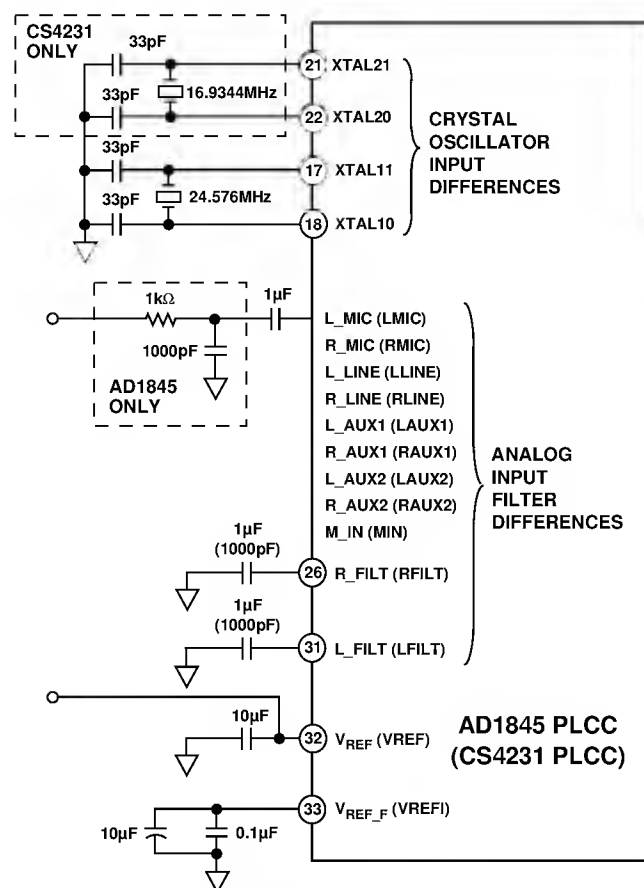 CS4231
ONLY
33pF
21
XTAL21
16.9344MHz
33pF
22
XTAL20
CRYSTAL
OSCILLATOR
INPUT
DIFFERENCES
33pF
17
XTAL11
24.576MHz
33pF
18
XTAL10
1kΩ
1µF
1000pF
AD1845
ONLY
L_MIC (LMIC)
R_MIC (RMIC)
L_LINE (LLINE)
R_LINE (RLINE)
L_AUX1 (LAUX1)
R_AUX1 (RAUX1)
L_AUX2 (LAUX2)
R_AUX2 (RAUX2)
M_IN (MIN)
ANALOG
INPUT
FILTER
DIFFERENCES
1µF
(1000pF)
26
R_FILT (RFILT)
1µF
(1000pF)
31
L_FILT (LFILT)
10µF
32
VREF (VREF)
AD1845 PLCC
(CS4231 PLCC)
33
VREF_F (VREFI)
10µF
0.1µF